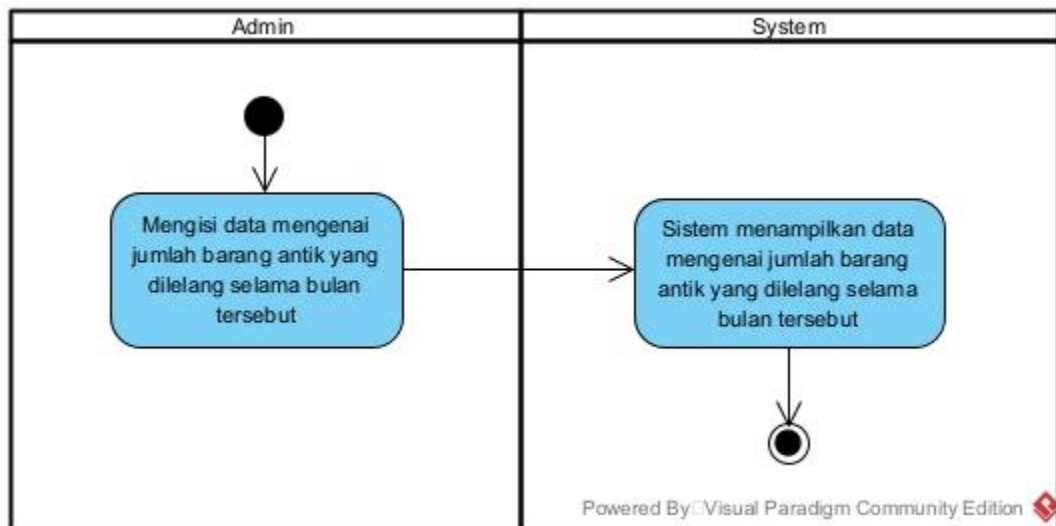 Admin
System
Mengisi data mengenai
jumlah barang antik yang
dilelang selama bulan
tersebut
Sistem menampilkan data
mengenai jumlah barang
antik yang dilelang selama
bulan tersebut
Powered By Visual Paradigm Community Edition